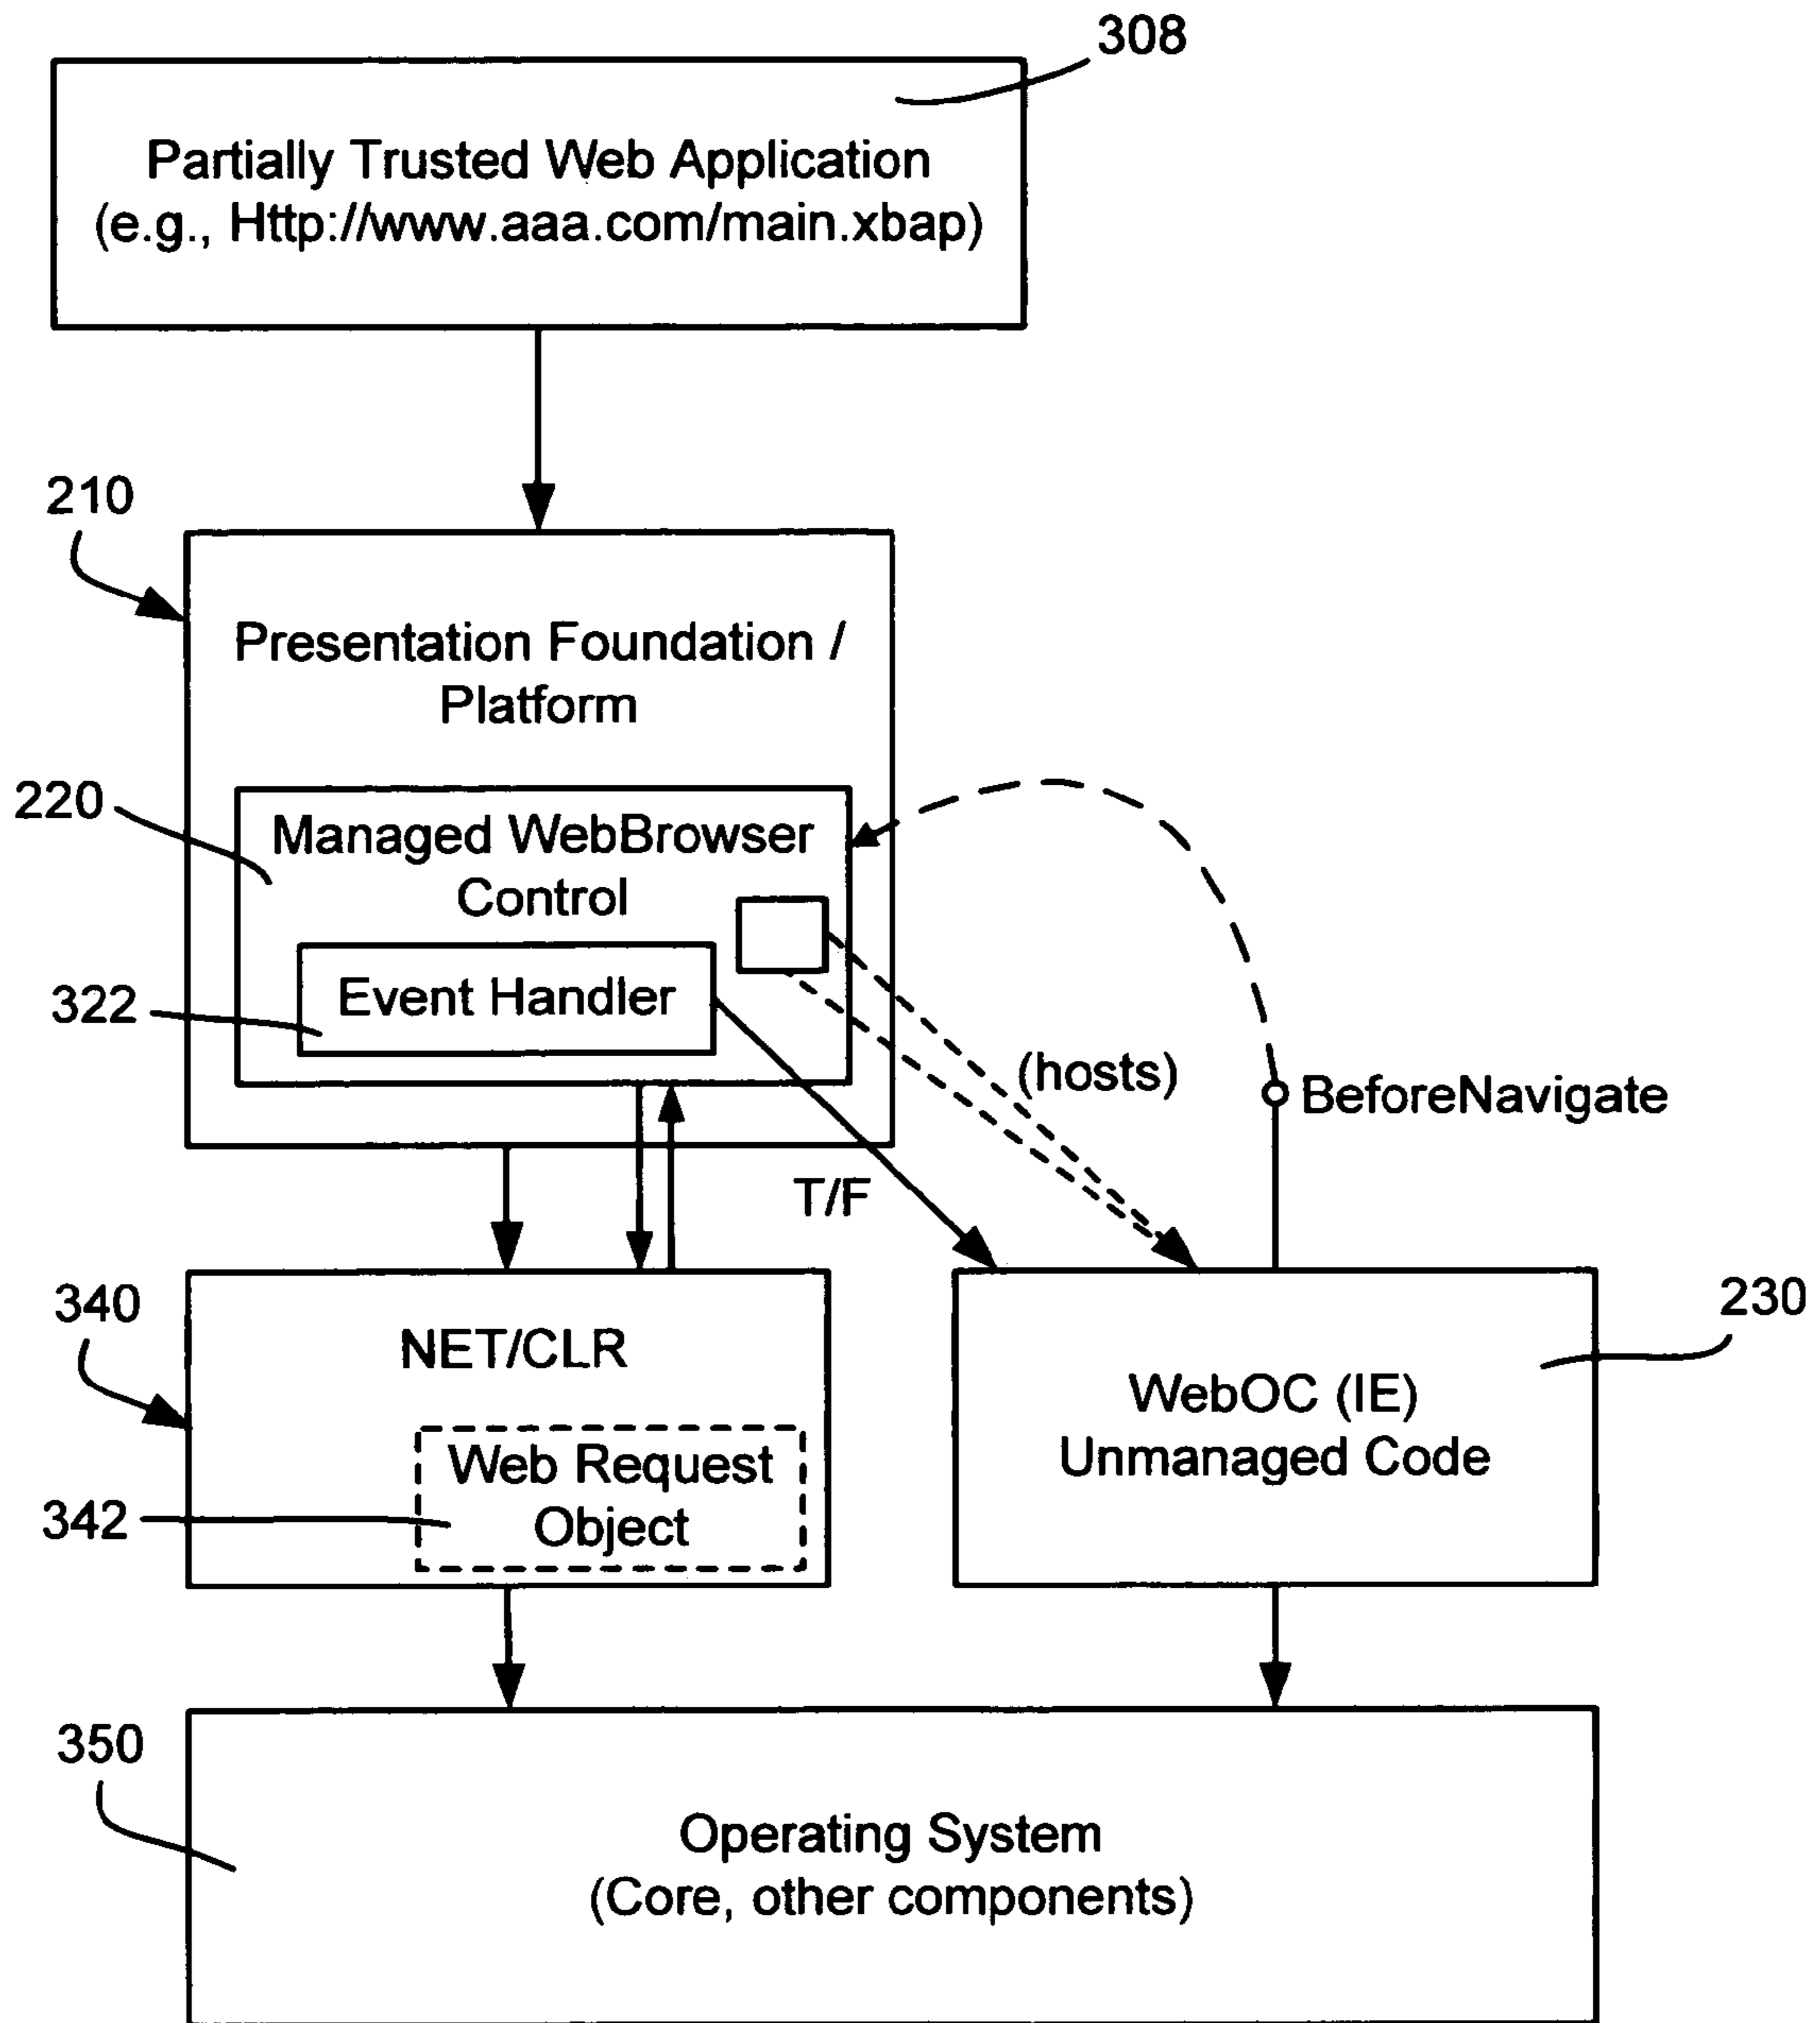 308
Partially Trusted Web Application
(e.g., Http://www.aaa.com/main.xbap)
210
Presentation Foundation /
Platform
220
Managed WebBrowser
Control
322
Event Handler
(hosts)
BeforeNavigate
T/F
340
NET/CLR
230
WebOC (IE)
Unmanaged Code
342
Web Request
Object
350
Operating System
(Core, other components)